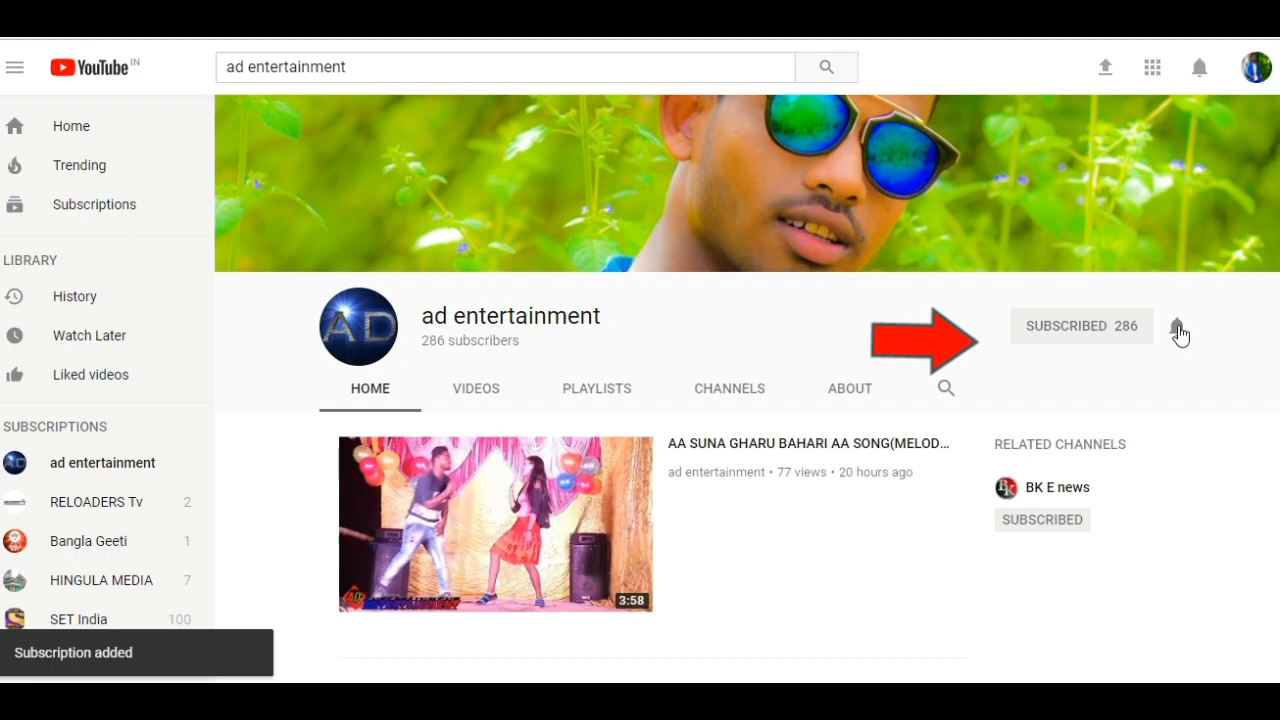 YouTube IN
ad entertainment
Home
Trending
Subscriptions
LIBRARY
History
Watch Later
Liked videos
SUBSCRIPTIONS
ad entertainment
RELOADERS Tv 2
Bangla Geeti 1
HINGULA MEDIA 7
SET India 100
Subscription added
AD
ad entertainment
286 subscribers
SUBSCRIBED 286
HOME VIDEOS PLAYLISTS CHANNELS ABOUT
3:58
AA SUNA GHARU BAHARI AA SONG(MELOD...
ad entertainment • 77 views • 20 hours ago
RELATED CHANNELS
BK E news
SUBSCRIBED